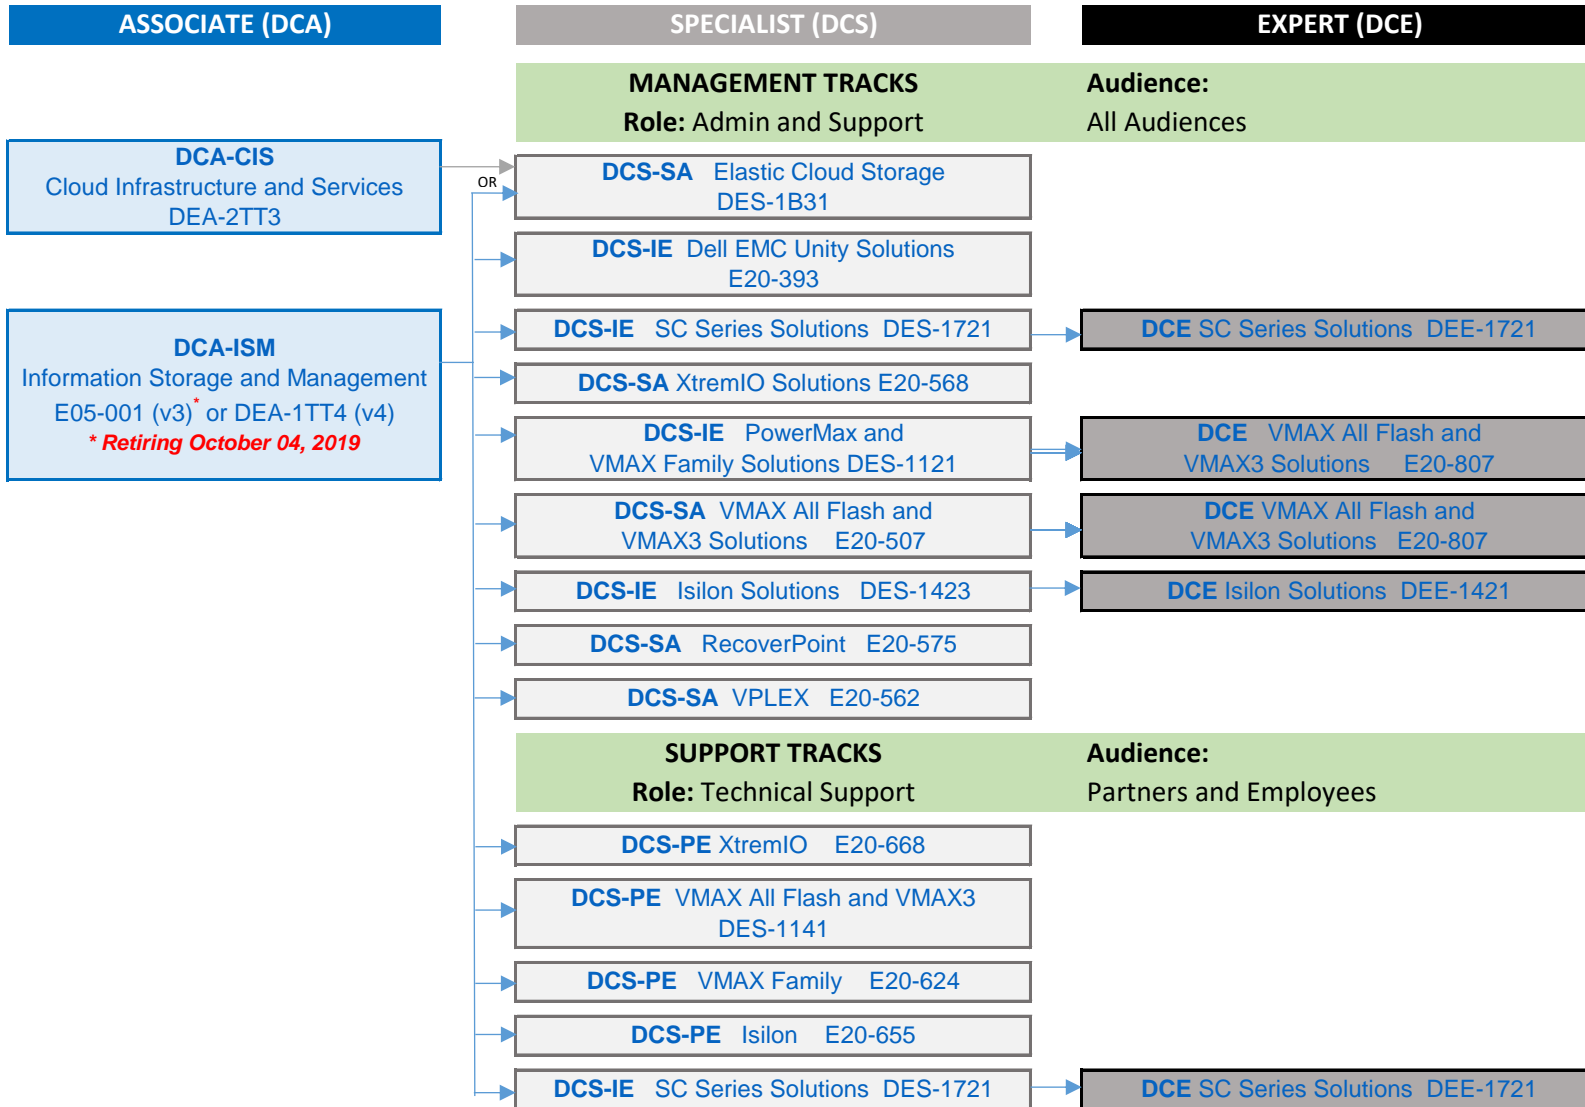 ASSOCIATE (DCA)
SPECIALIST (DCS)
EXPERT (DCE)
MANAGEMENT TRACKS
Role: Admin and Support
Audience:
All Audiences
DCA-CIS
Cloud Infrastructure and Services
DEA-2TT3
OR
DCS-SA Elastic Cloud Storage
DES-1B31
DCS-IE Dell EMC Unity Solutions
E20-393
DCA-ISM
Information Storage and Management
E05-001 (v3)* or DEA-1TT4 (v4)
* Retiring October 04, 2019
DCS-IE SC Series Solutions DES-1721
DCE SC Series Solutions DEE-1721
DCS-SA XtremIO Solutions E20-568
DCS-IE PowerMax and
VMAX Family Solutions DES-1121
DCE VMAX All Flash and
VMAX3 Solutions E20-807
DCS-SA VMAX All Flash and
VMAX3 Solutions E20-507
DCE VMAX All Flash and
VMAX3 Solutions E20-807
DCS-IE Isilon Solutions DES-1423
DCE Isilon Solutions DEE-1421
DCS-SA RecoverPoint E20-575
DCS-SA VPLEX E20-562
SUPPORT TRACKS
Role: Technical Support
Audience:
Partners and Employees
DCS-PE XtremIO E20-668
DCS-PE VMAX All Flash and VMAX3
DES-1141
DCS-PE VMAX Family E20-624
DCS-PE Isilon E20-655
DCS-IE SC Series Solutions DES-1721
DCE SC Series Solutions DEE-1721